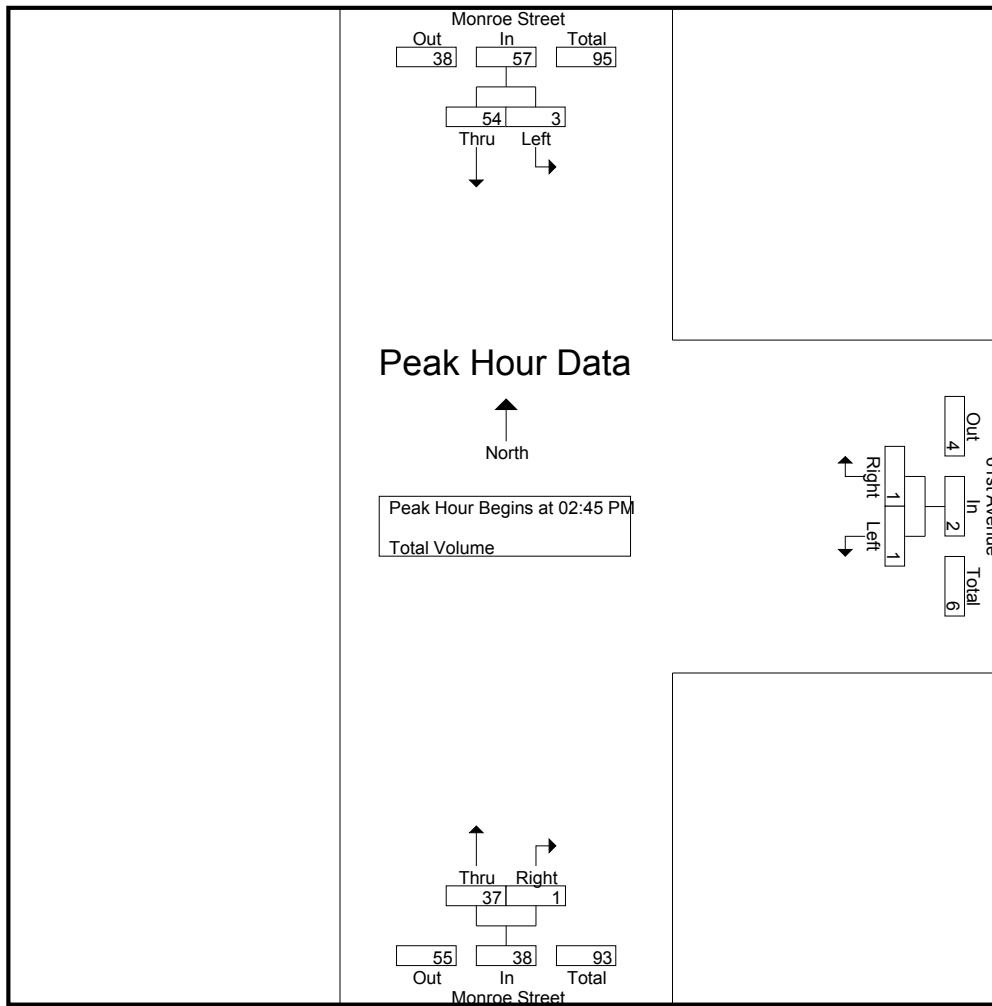 Monroe Street
Out In Total
38 57 95
54 3
Thru Left
Peak Hour Data
North
Peak Hour Begins at 02:45 PM
Total Volume
Out In Total
4 2 6
Right Left
1 1
Avenue
Thru Right
37 1
55 38 93
Out In Total
Monroe Street